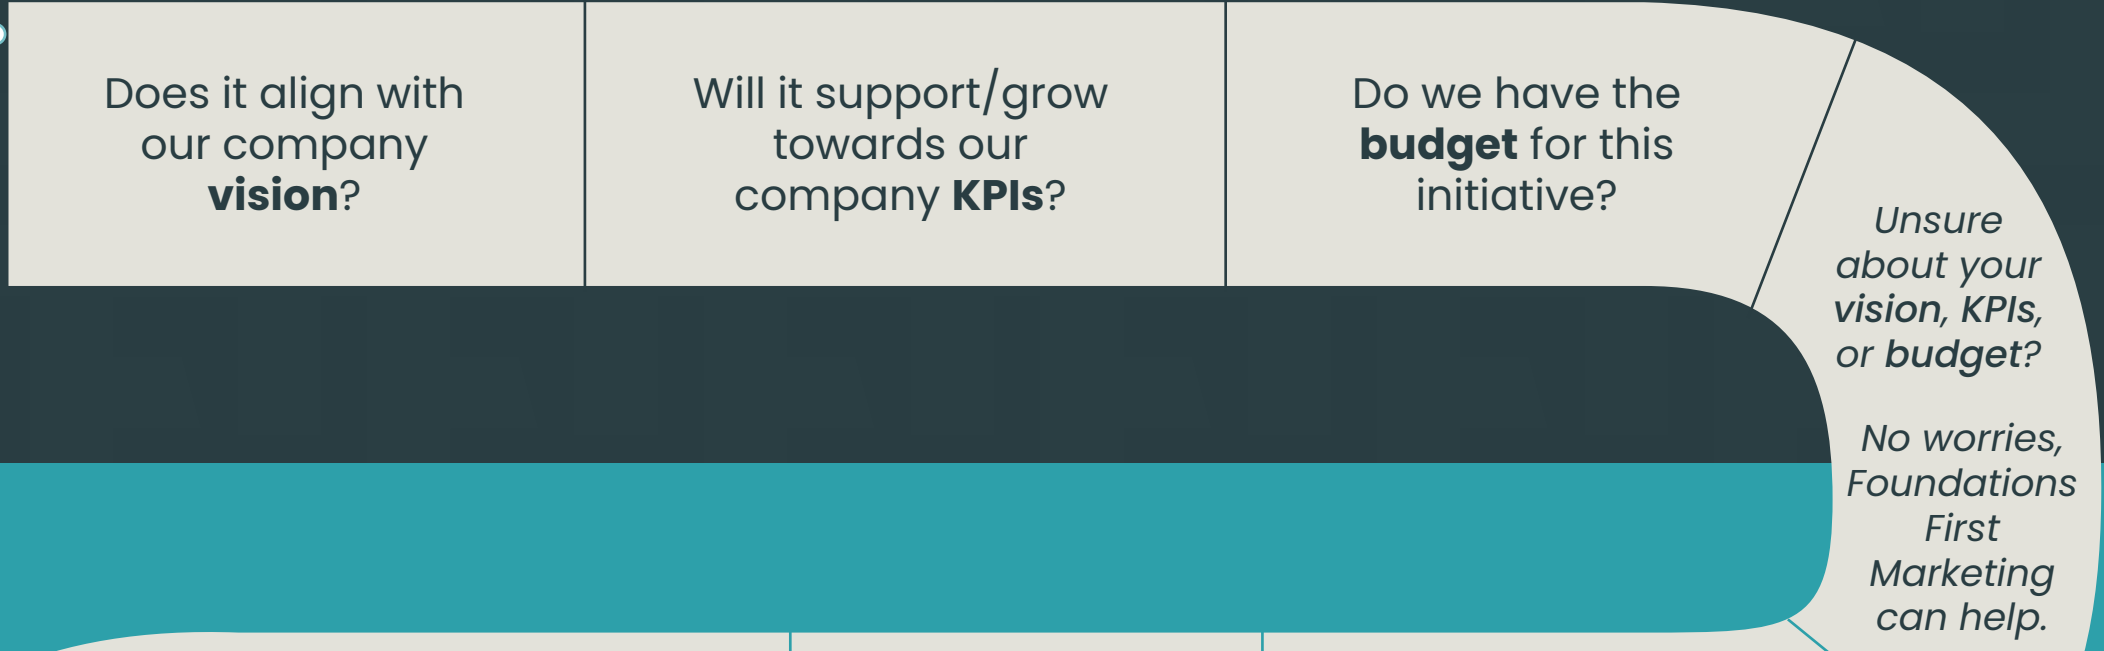 Does it align with
our company
vision?
Will it support/grow
towards our
company KPIs?
Do we have the
budget for this
initiative?
Unsure
about your
vision, KPIs,
or budget?
No worries,
Foundations
First
Marketing
can help.